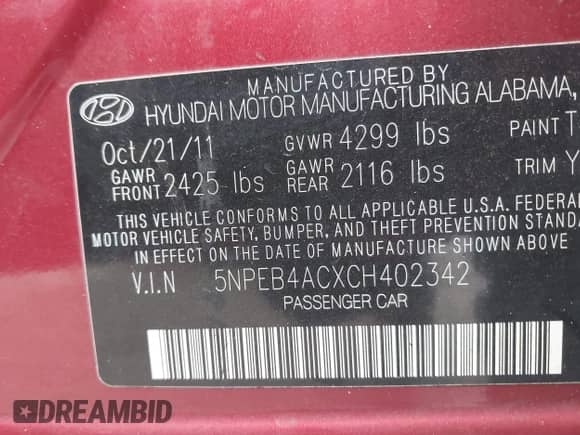 MANUFACTURED BY
HYUNDAI MOTOR MANUFACTURING ALABAMA,
Oct/21/11 GVWR 4299 lbs PAINT T
GAWR FRONT 2425 lbs GAWR REAR 2116 lbs TRIM Y
THIS VEHICLE CONFORMS TO ALL APPLICABLE U.S.A. FEDERAL
MOTOR VEHICLE SAFETY, BUMPER, AND THEFT PREVENTION STANDA
IN EFFECT ON THE DATE OF MANUFACTURE SHOWN ABOVE
V.I.N 5NPEB4ACXCH402342
PASSENGER CAR
DREAMBID